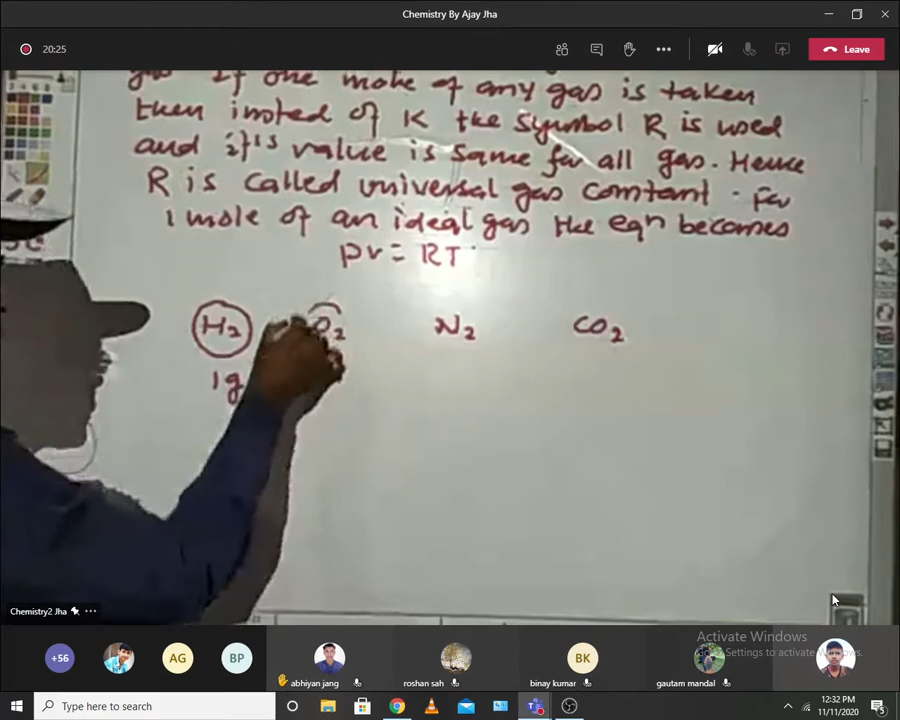 Chemistry By Ajay Jha
20:25
Leave
gas If one mole of any gas is taken
then insted of K the Symbol R is used
and it's value is same for all gas. Hence
R is called universal gas constant. For
1 mole of an ideal gas the eqn becomes
PV = RT
H2 O2 N2 CO2
1g
Chemistry2 Jha
+56 AG BP BK
abhiyan jang roshan sah binay kumar gautam mandal
Activate Windows
Go to Settings to activate Windows.
Type here to search
12:32 PM
11/11/2020
5